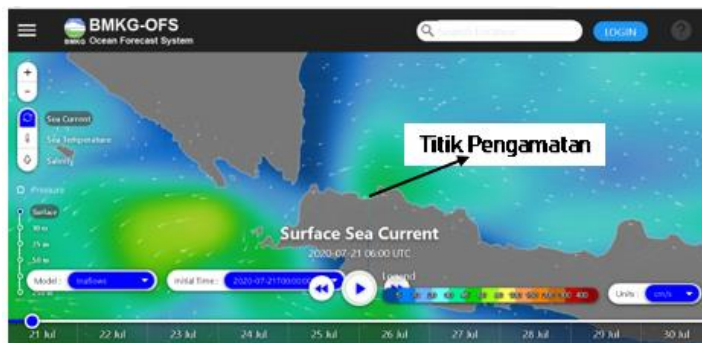 BMKG-OFS
BMKG Ocean Forecast System
LOGIN
?
+
−
Sea Current
Sea Temperature
Salinity
Titik Pengamatan
Pressure
Surface
Surface Sea Current
2020-07-21 06:00 UTC
Legend
Model : Inaflows
Initial Time :
Units : cm/s
21 Jul 22 Jul 23 Jul 24 Jul 25 Jul 26 Jul 27 Jul 28 Jul 29 Jul 30 Jul